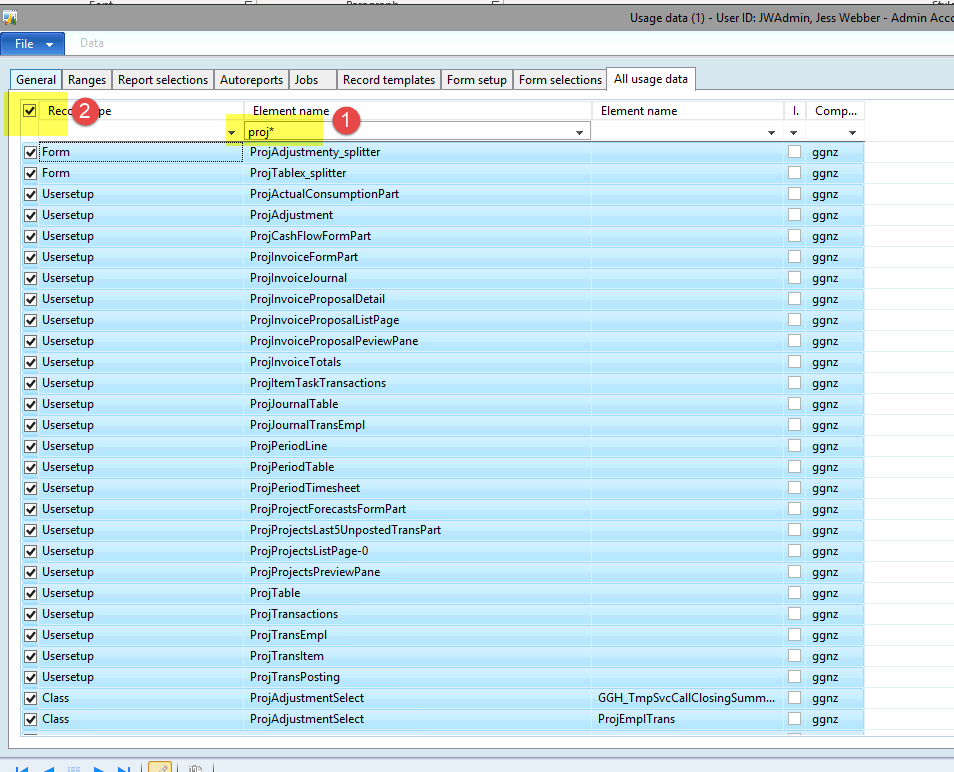 Usage data (1) - User ID: JWAdmin, Jess Webber - Admin Acco
File Data
General Ranges Report selections Autoreports Jobs Record templates Form setup Form selections All usage data
2 Element name 1 Element name I. Comp...
proj*
Form ProjAdjustmenty_splitter ggnz
Form ProjTablex_splitter ggnz
Usersetup ProjActualConsumptionPart ggnz
Usersetup ProjAdjustment ggnz
Usersetup ProjCashFlowFormPart ggnz
Usersetup ProjInvoiceFormPart ggnz
Usersetup ProjInvoiceJournal ggnz
Usersetup ProjInvoiceProposalDetail ggnz
Usersetup ProjInvoiceProposalListPage ggnz
Usersetup ProjInvoiceProposalPeviewPane ggnz
Usersetup ProjInvoiceTotals ggnz
Usersetup ProjItemTaskTransactions ggnz
Usersetup ProjJournalTable ggnz
Usersetup ProjJournalTransEmpl ggnz
Usersetup ProjPeriodLine ggnz
Usersetup ProjPeriodTable ggnz
Usersetup ProjPeriodTimesheet ggnz
Usersetup ProjProjectForecastsFormPart ggnz
Usersetup ProjProjectsLast5UnpostedTransPart ggnz
Usersetup ProjProjectsListPage-0 ggnz
Usersetup ProjProjectsPreviewPane ggnz
Usersetup ProjTable ggnz
Usersetup ProjTransactions ggnz
Usersetup ProjTransEmpl ggnz
Usersetup ProjTransItem ggnz
Usersetup ProjTransPosting ggnz
Class ProjAdjustmentSelect GGH_TmpSvcCallClosingSumm... ggnz
Class ProjAdjustmentSelect ProjEmplTrans ggnz